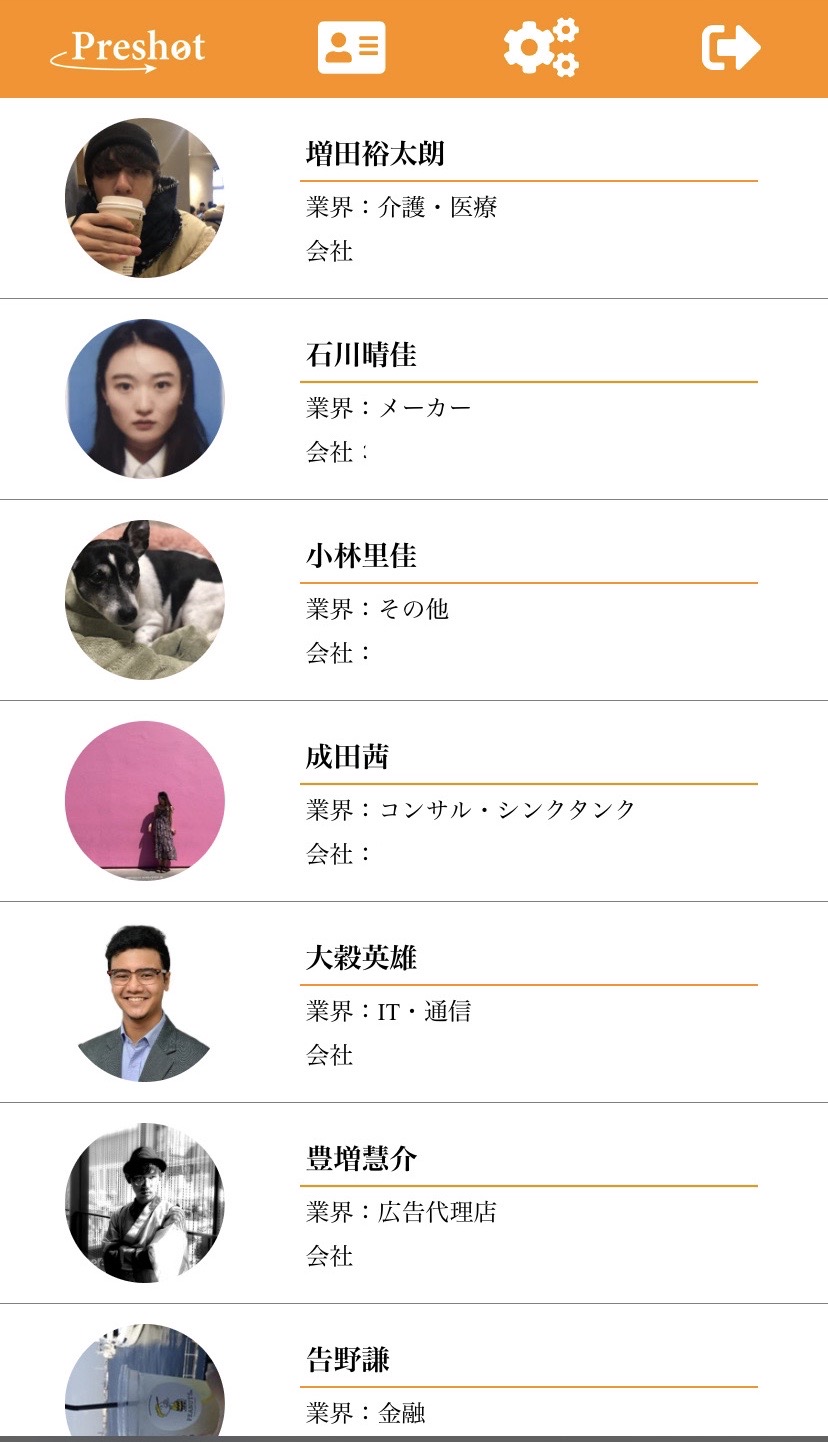 Preshot
増田裕太朗
業界：介護・医療
会社
石川晴佳
業界：メーカー
会社：
小林里佳
業界：その他
会社：
成田茜
業界：コンサル・シンクタンク
会社：
大穀英雄
業界：IT・通信
会社
豊増慧介
業界：広告代理店
会社
告野謙
業界：金融